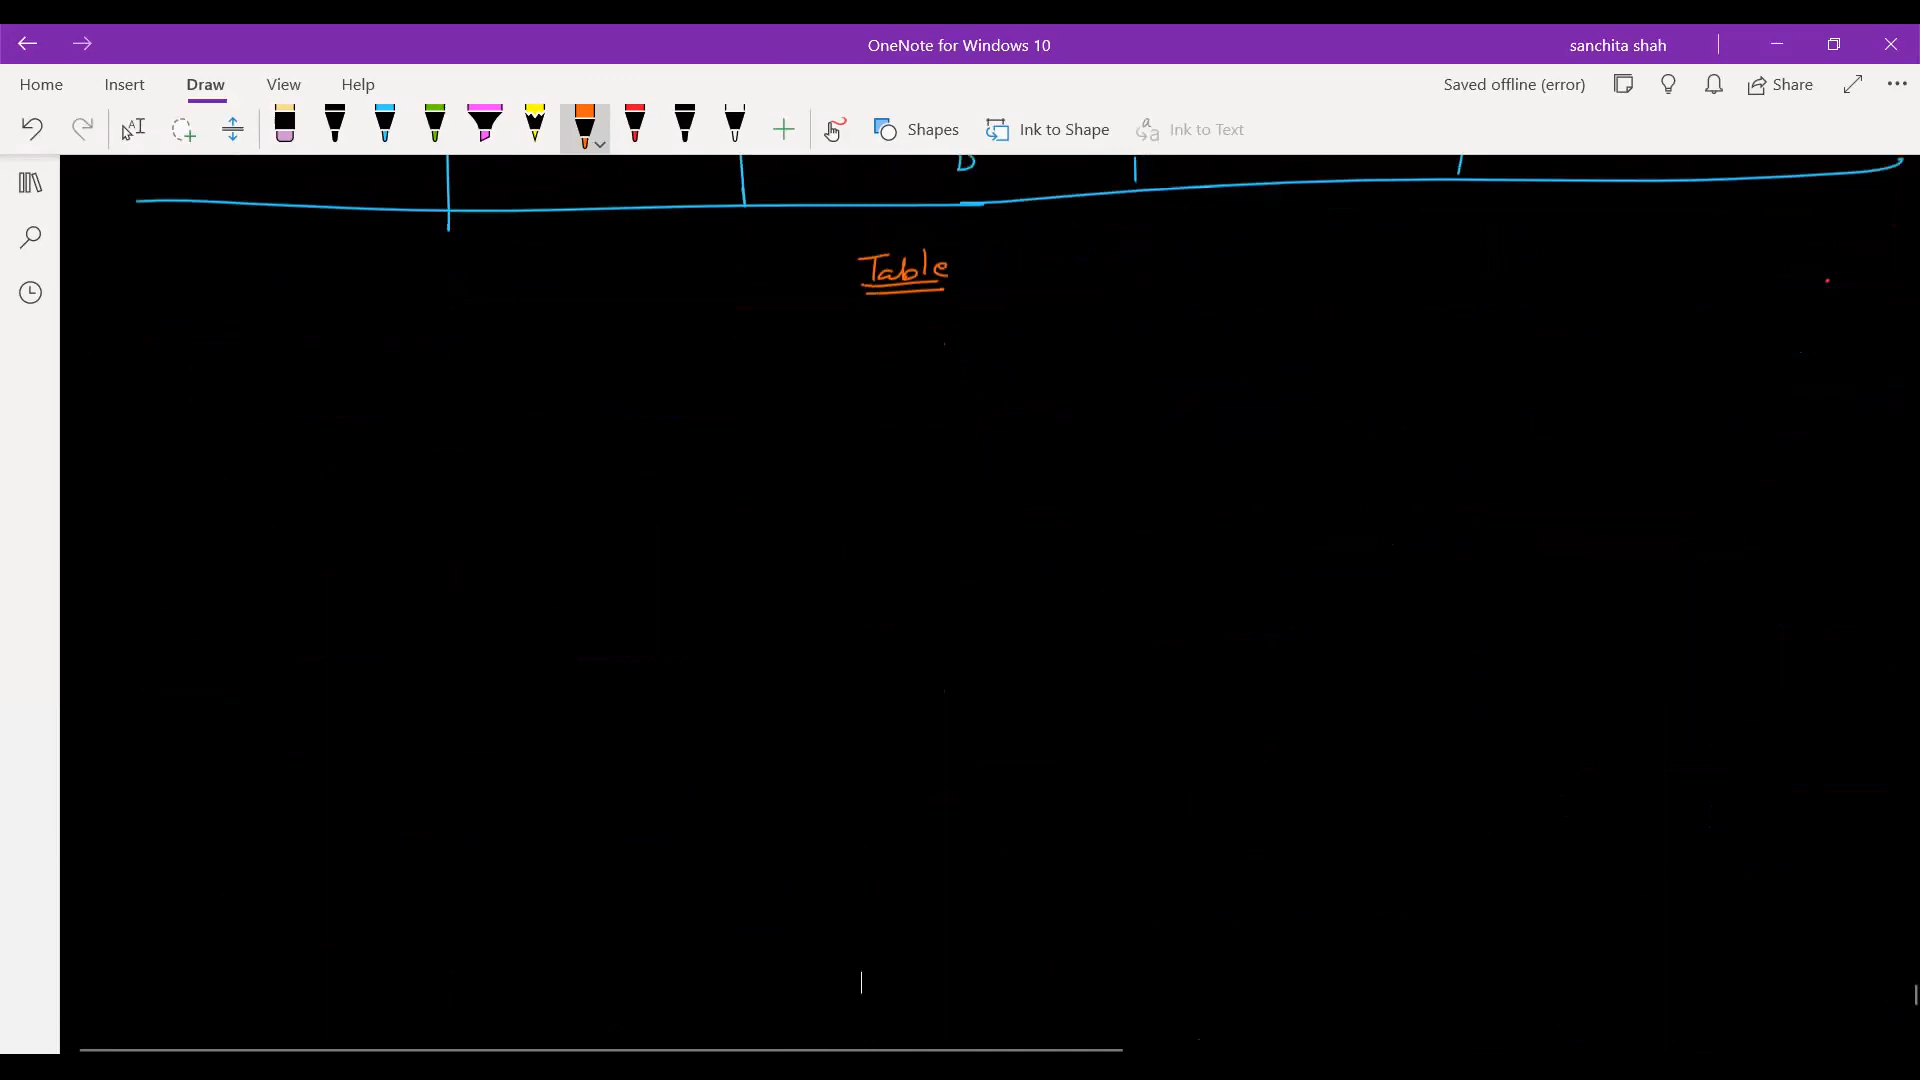 OneNote for Windows 10
sanchita shah
Home Insert Draw View Help
Saved offline (error) Share
Shapes Ink to Shape Ink to Text
B
Table